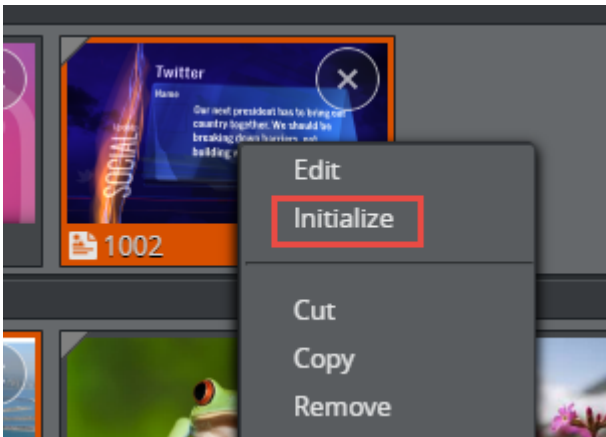 Twitter
Name
Our next president has to bring our
country together. We should be
breaking down barriers, not
building
SOCIAL
1002
Edit
Initialize
Cut
Copy
Remove